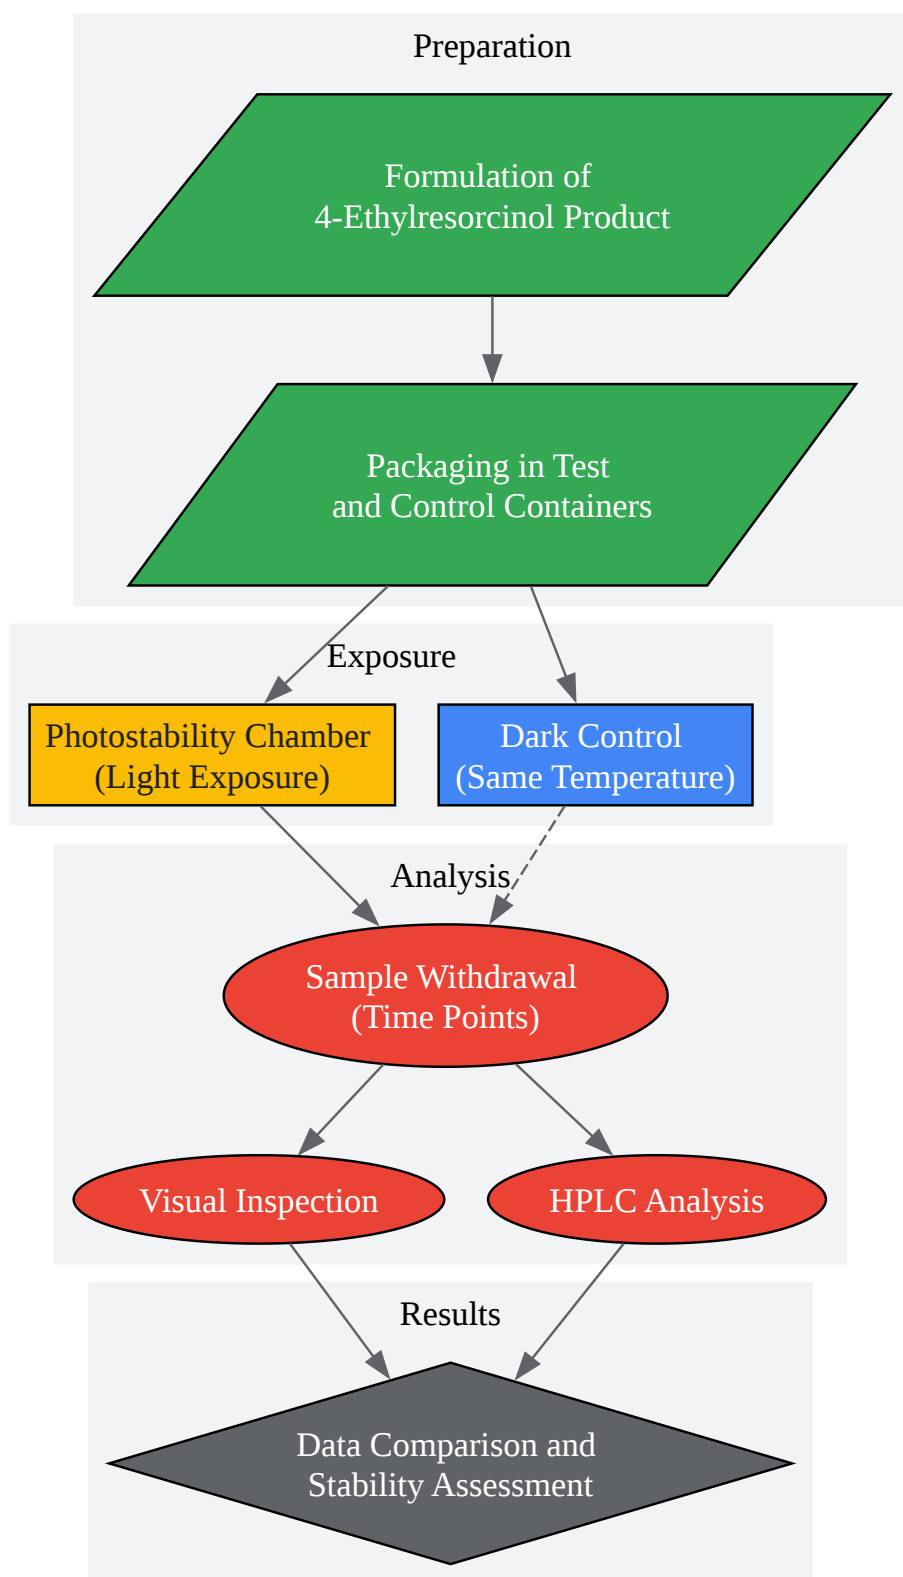 Preparation
Formulation of
4-Ethylresorcinol Product
Packaging in Test
and Control Containers
Exposure
Photostability Chamber
(Light Exposure)
Dark Control
(Same Temperature)
Analysis
Sample Withdrawal
(Time Points)
Visual Inspection
HPLC Analysis
Results
Data Comparison and
Stability Assessment